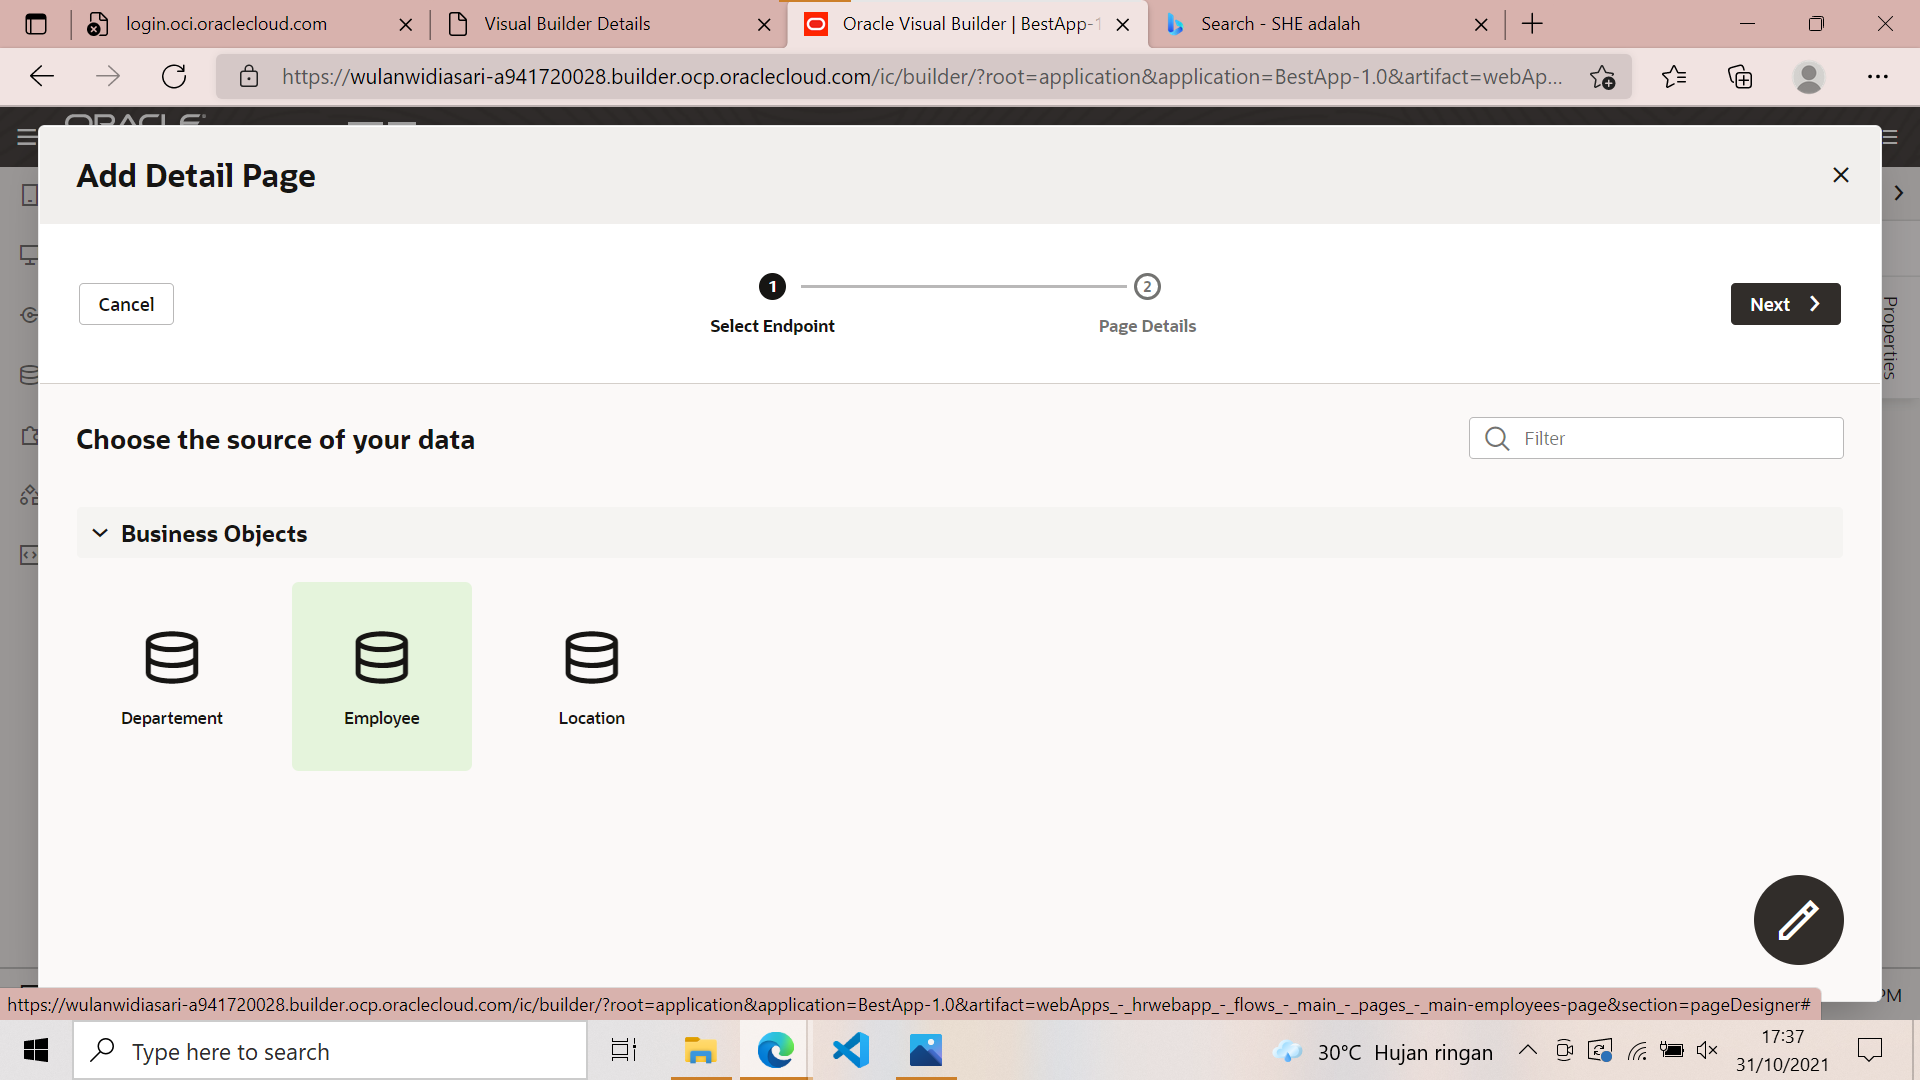 login.oci.oraclecloud.com
Visual Builder Details
Oracle Visual Builder | BestApp-1
Search - SHE adalah
https://wulanwidiasari-a941720028.builder.ocp.oraclecloud.com/ic/builder/?root=application&application=BestApp-1.0&artifact=webAp...
ORACLE
Add Detail Page
Cancel
1
2
Next
Select Endpoint
Page Details
Properties
Choose the source of your data
Filter
Business Objects
Departement
Employee
Location
https://wulanwidiasari-a941720028.builder.ocp.oraclecloud.com/ic/builder/?root=application&application=BestApp-1.0&artifact=webApps_-_hrwebapp_-_flows_-_main_-_pages_-_main-employees-page&section=pageDesigner#
PM
Type here to search
30°C Hujan ringan
17:37
31/10/2021